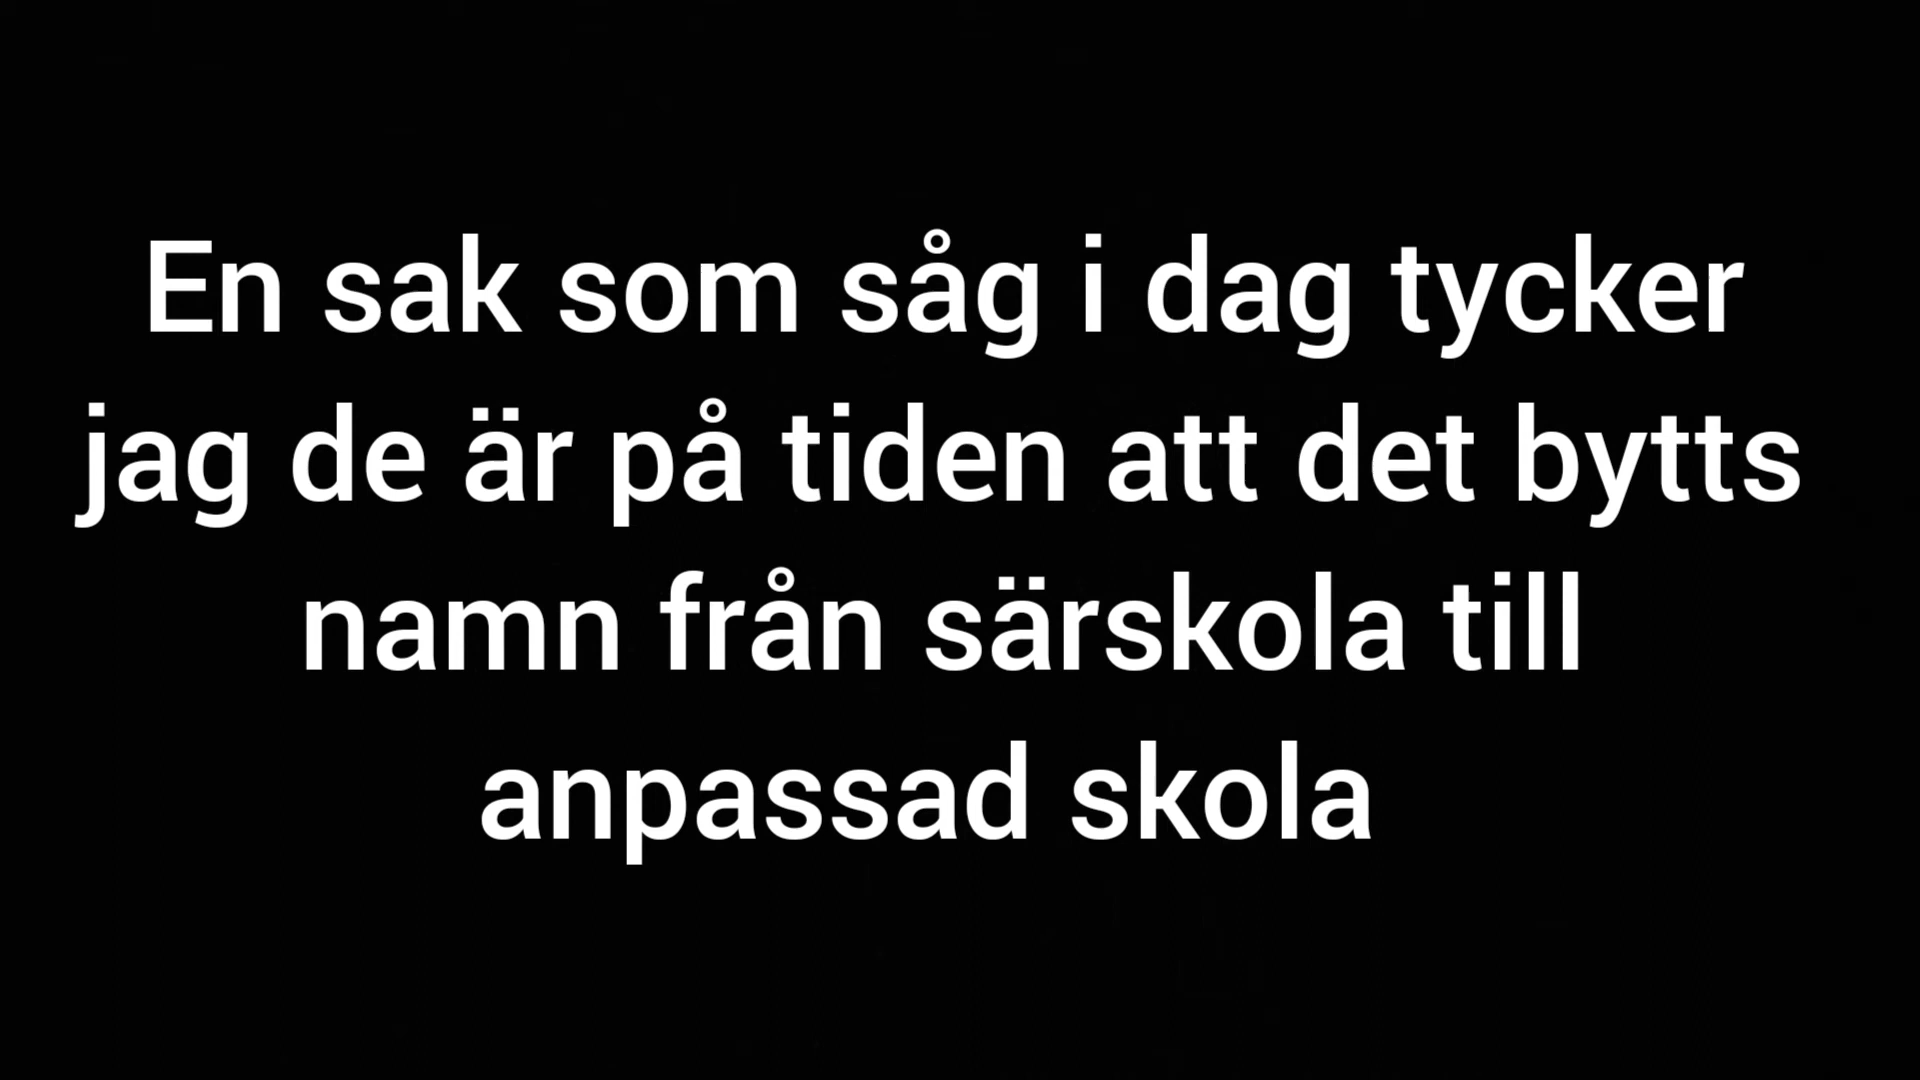 En sak som såg i dag tycker
jag de är på tiden att det bytts
namn från särskola till
anpassad skola